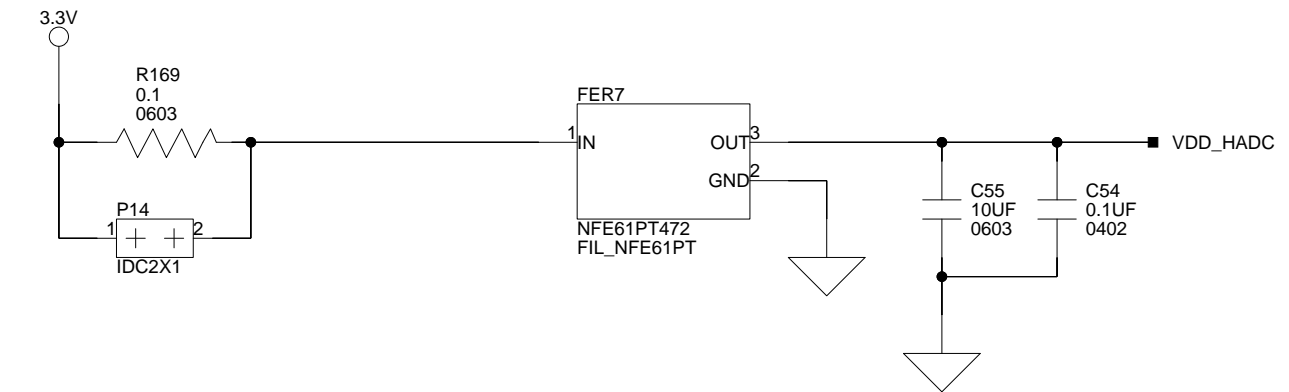 3.3V
R169
0.1
0603
P14
1
2
IDC2X1
FER7
1
IN
OUT
3
GND
2
NFE61PT472
FIL_NFE61PT
VDD_HADC
C55
10UF
0603
C54
0.1UF
0402